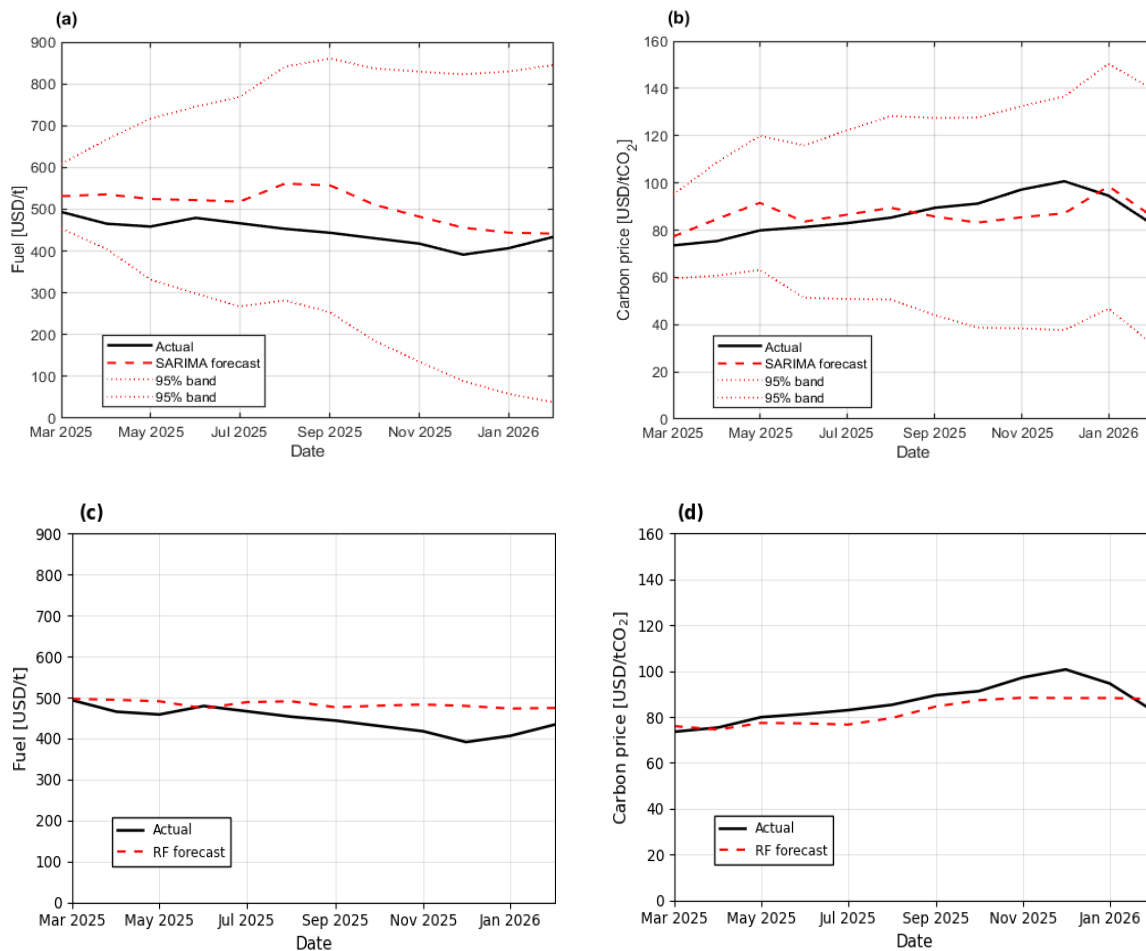 (a)
900
800
700
600
500
400
300
200
100
0
Fuel [USD/t]
Actual
SARIMA forecast
95% band
95% band
Mar 2025 May 2025 Jul 2025 Sep 2025 Nov 2025 Jan 2026
Date
(b)
160
140
120
100
80
60
40
20
0
Carbon price [USD/tCO₂]
Actual
SARIMA forecast
95% band
95% band
Mar 2025 May 2025 Jul 2025 Sep 2025 Nov 2025 Jan 2026
Date
(c)
900
800
700
600
500
400
300
200
100
0
Fuel [USD/t]
Actual
RF forecast
Mar 2025 May 2025 Jul 2025 Sep 2025 Nov 2025 Jan 2026
Date
(d)
160
140
120
100
80
60
40
20
0
Carbon price [USD/tCO₂]
Actual
RF forecast
Mar 2025 May 2025 Jul 2025 Sep 2025 Nov 2025 Jan 2026
Date